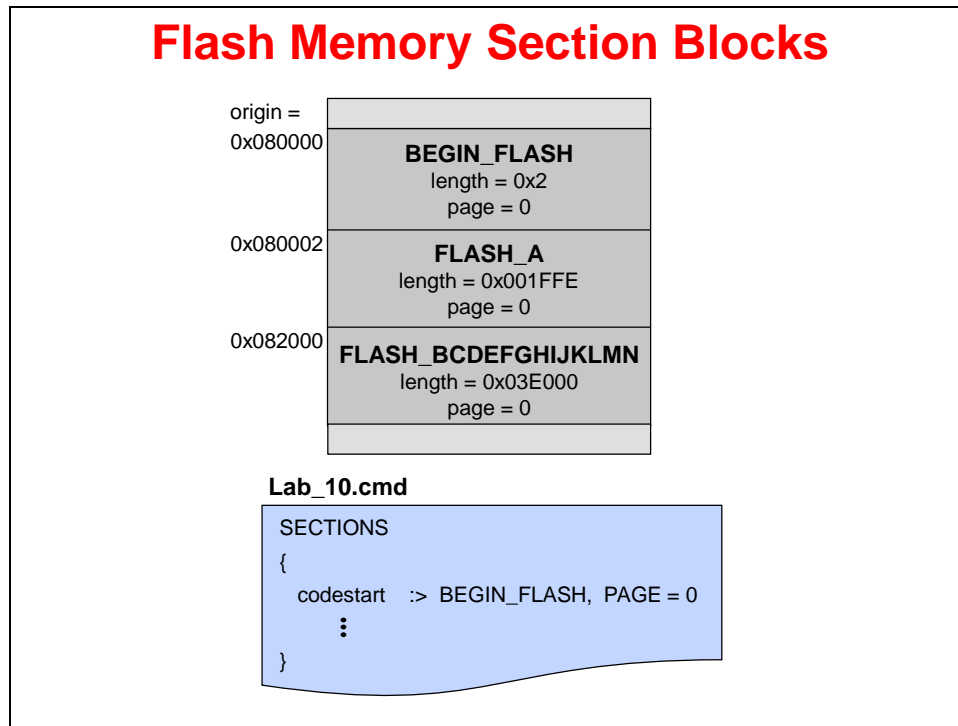 Flash Memory Section Blocks
origin =
0x080000
BEGIN_FLASH
length = 0x2
page = 0
0x080002
FLASH_A
length = 0x001FFE
page = 0
0x082000
FLASH_BCDEFGHIJKLMN
length = 0x03E000
page = 0
Lab_10.cmd
SECTIONS
{
codestart :> BEGIN_FLASH, PAGE = 0
⋮
}